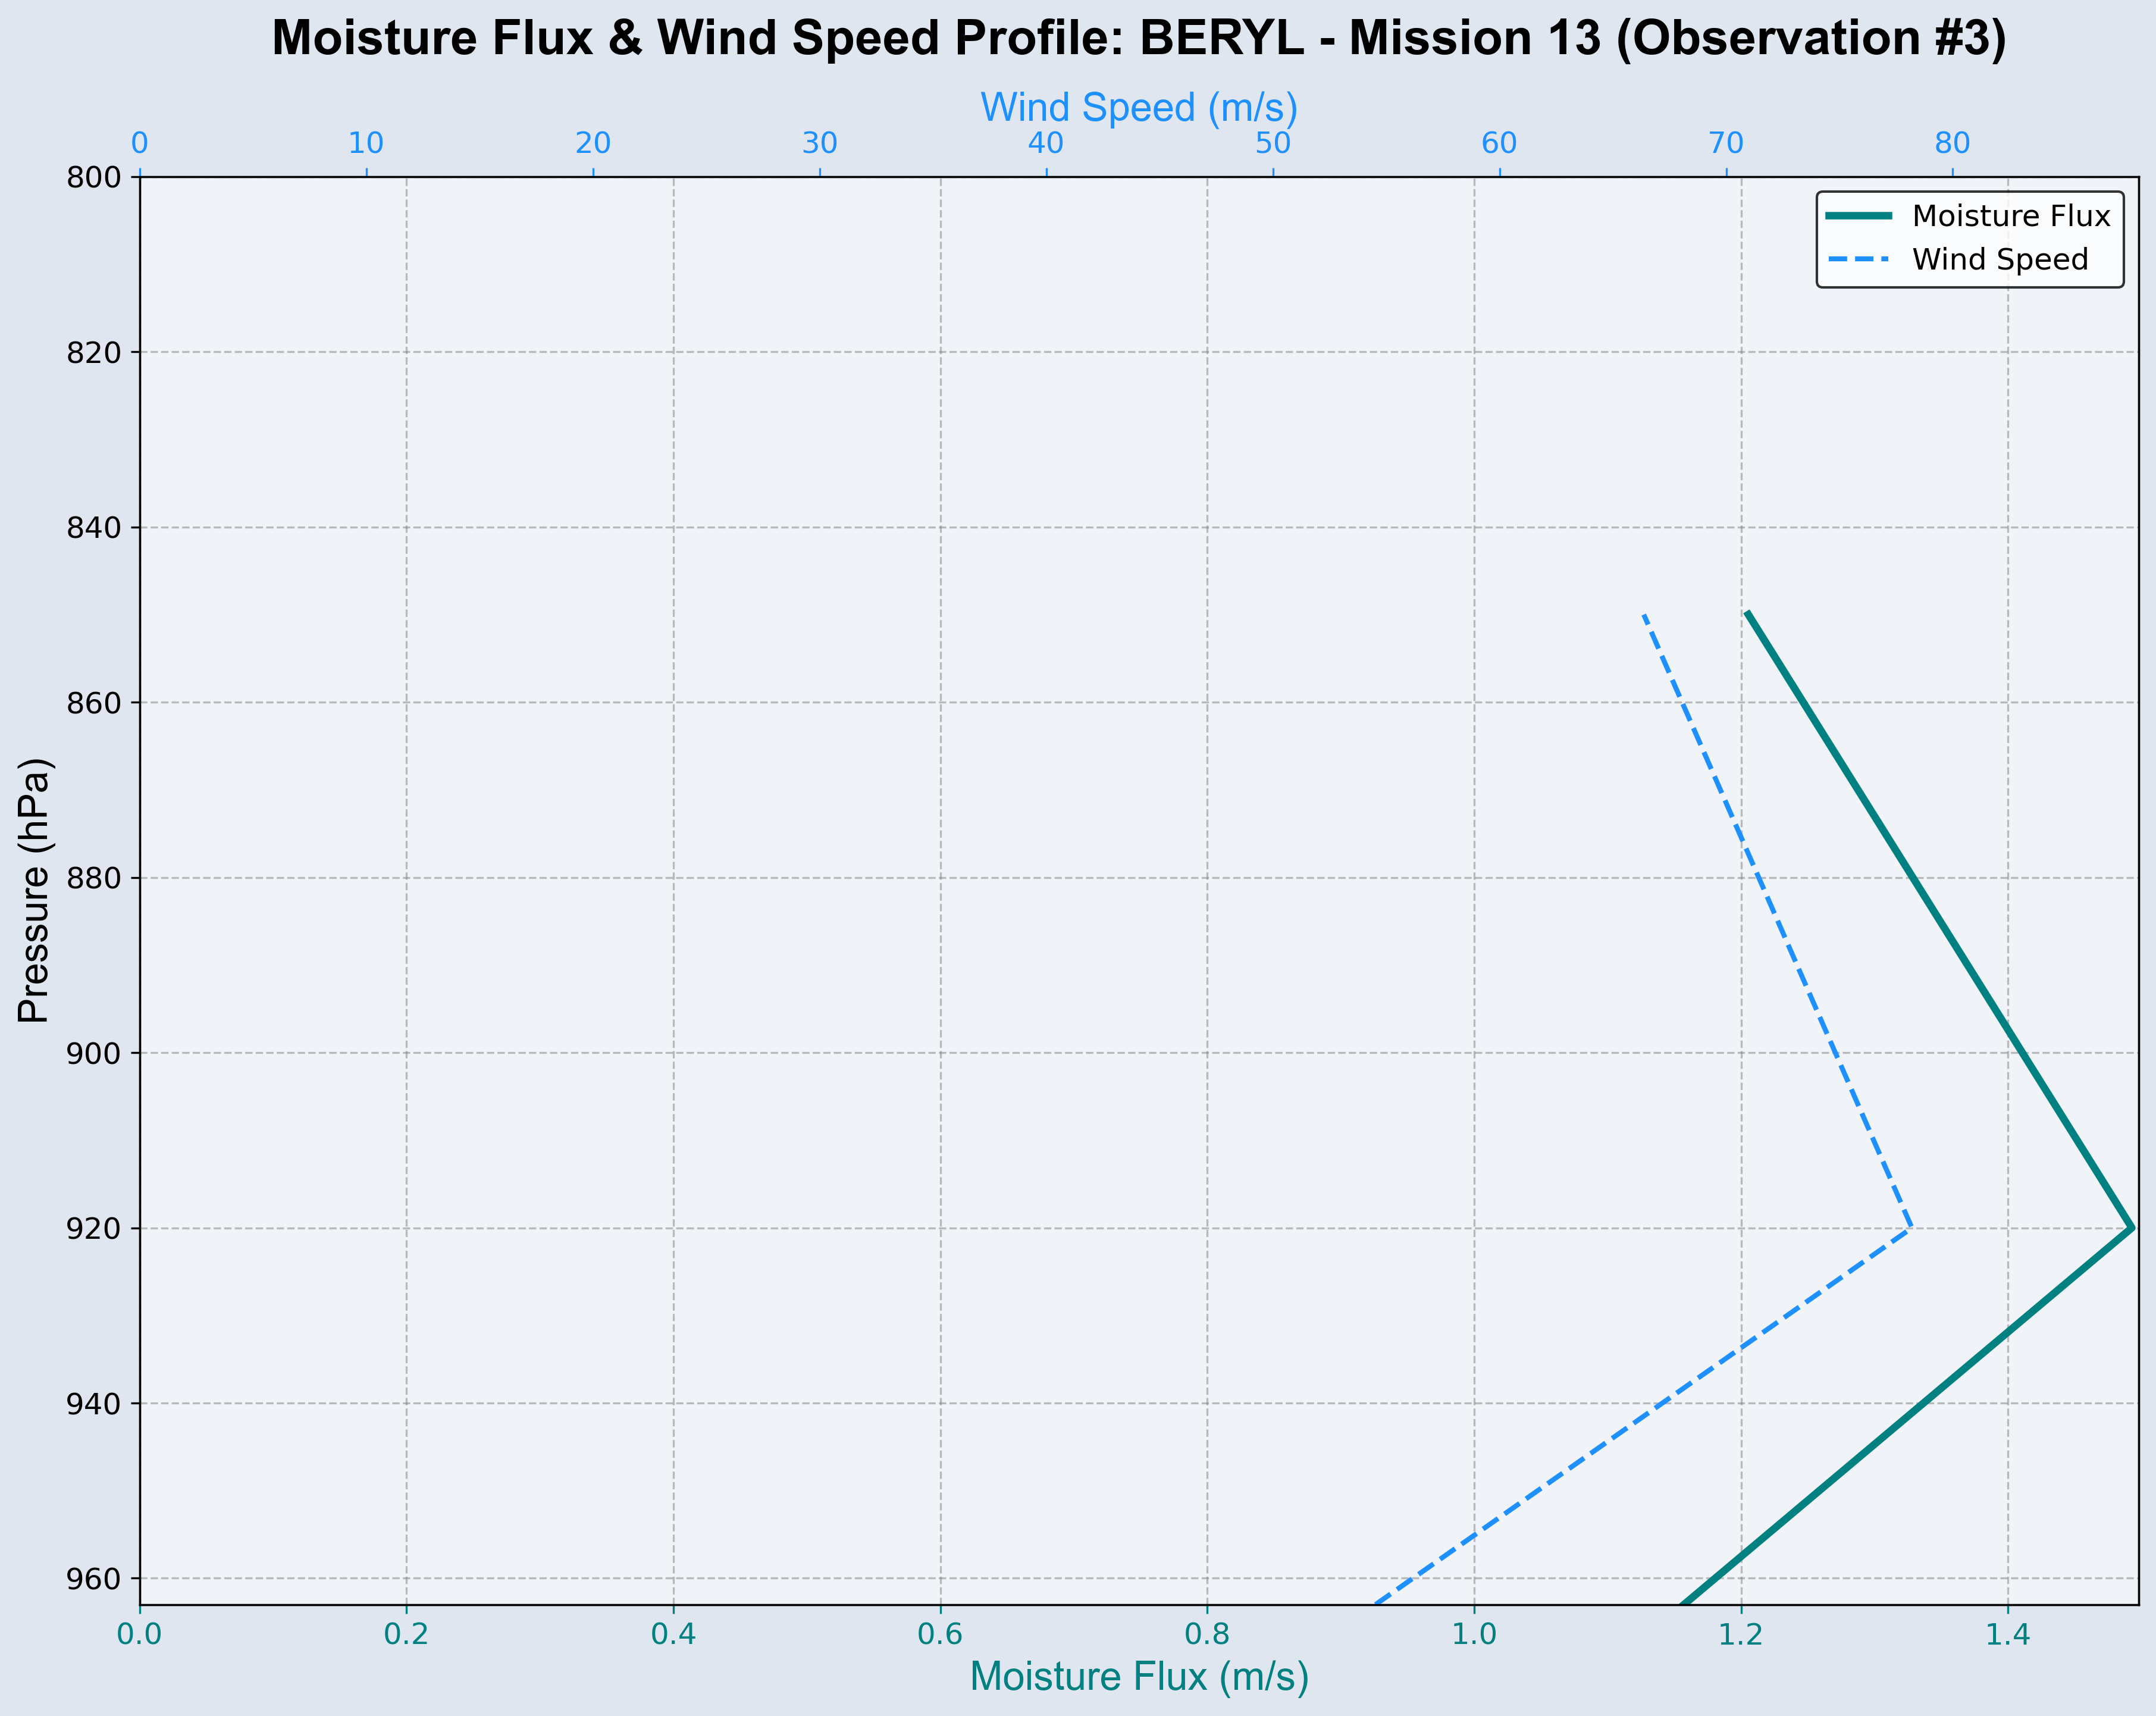 Moisture Flux & Wind Speed Profile: BERYL - Mission 13 (Observation #3)
Wind Speed (m/s)
0 10 20 30 40 50 60 70 80
Moisture Flux
Wind Speed
Pressure (hPa)
800
820
840
860
880
900
920
940
960
0.0 0.2 0.4 0.6 0.8 1.0 1.2 1.4
Moisture Flux (m/s)